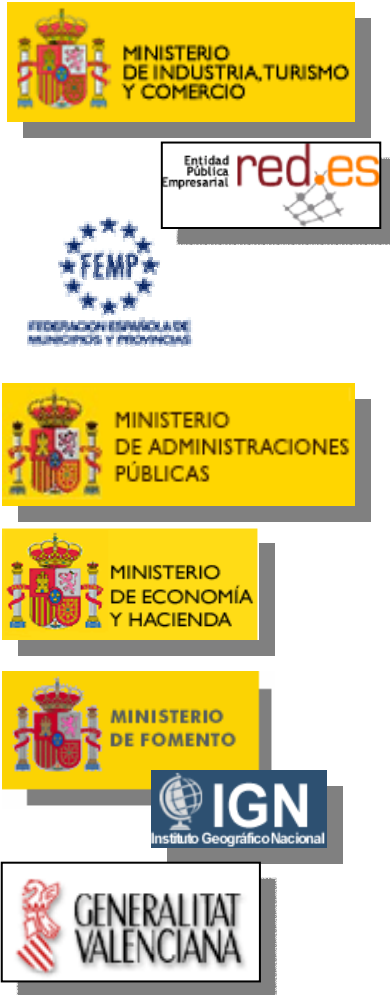 MINISTERIO
DE INDUSTRIA, TURISMO
Y COMERCIO
Entidad
Pública
Empresarial
red.es
FEMP
FEDERACION ESPAÑOLA DE
MUNICIPIOS Y PROVINCIAS
MINISTERIO
DE ADMINISTRACIONES
PÚBLICAS
MINISTERIO
DE ECONOMÍA
Y HACIENDA
MINISTERIO
DE FOMENTO
IGN
Instituto Geográfico Nacional
GENERALITAT
VALENCIANA